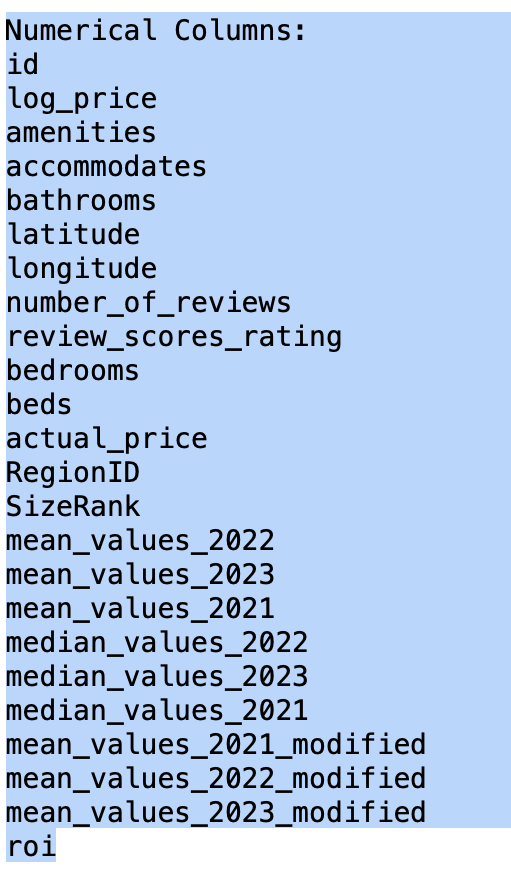 Numerical Columns:
id
log_price
amenities
accommodates
bathrooms
latitude
longitude
number_of_reviews
review_scores_rating
bedrooms
beds
actual_price
RegionID
SizeRank
mean_values_2022
mean_values_2023
mean_values_2021
median_values_2022
median_values_2023
median_values_2021
mean_values_2021_modified
mean_values_2022_modified
mean_values_2023_modified
roi